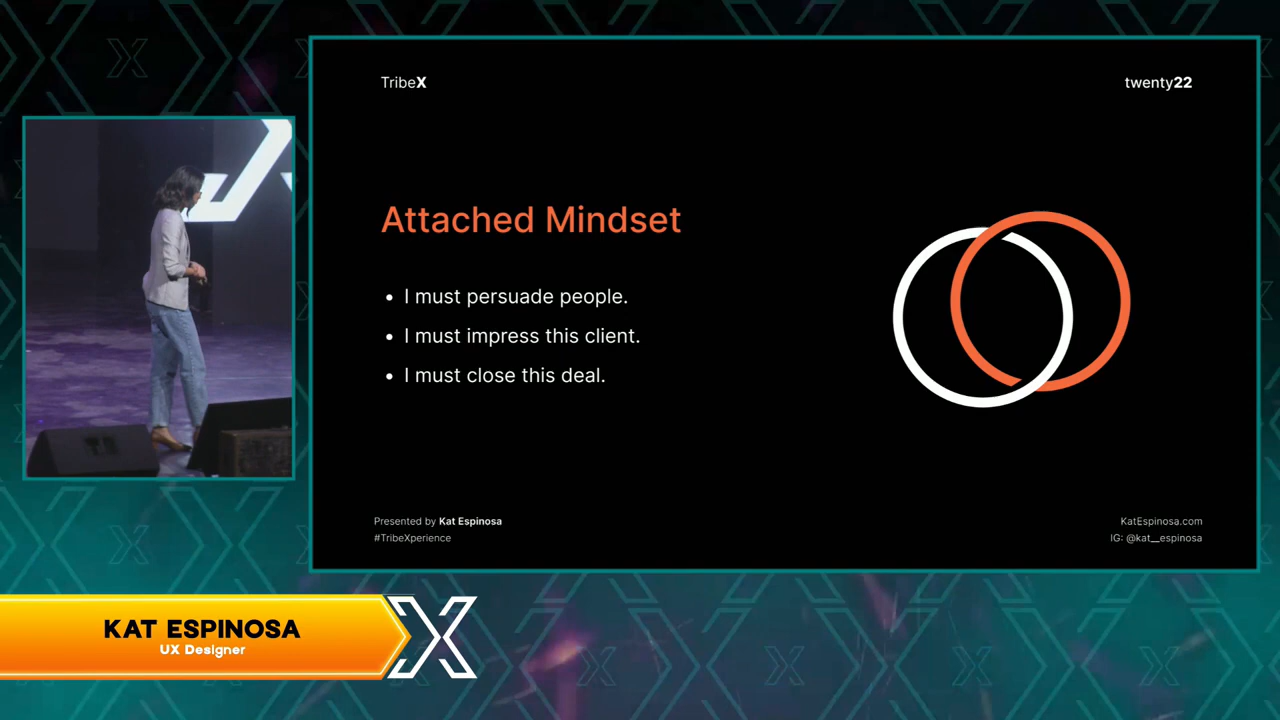 TribeX
twenty22
Attached Mindset
• I must persuade people.
• I must impress this client.
• I must close this deal.
Presented by Kat Espinosa
#TribeXperience
KatEspinosa.com
IG: @kat__espinosa
KAT ESPINOSA
UX Designer
X